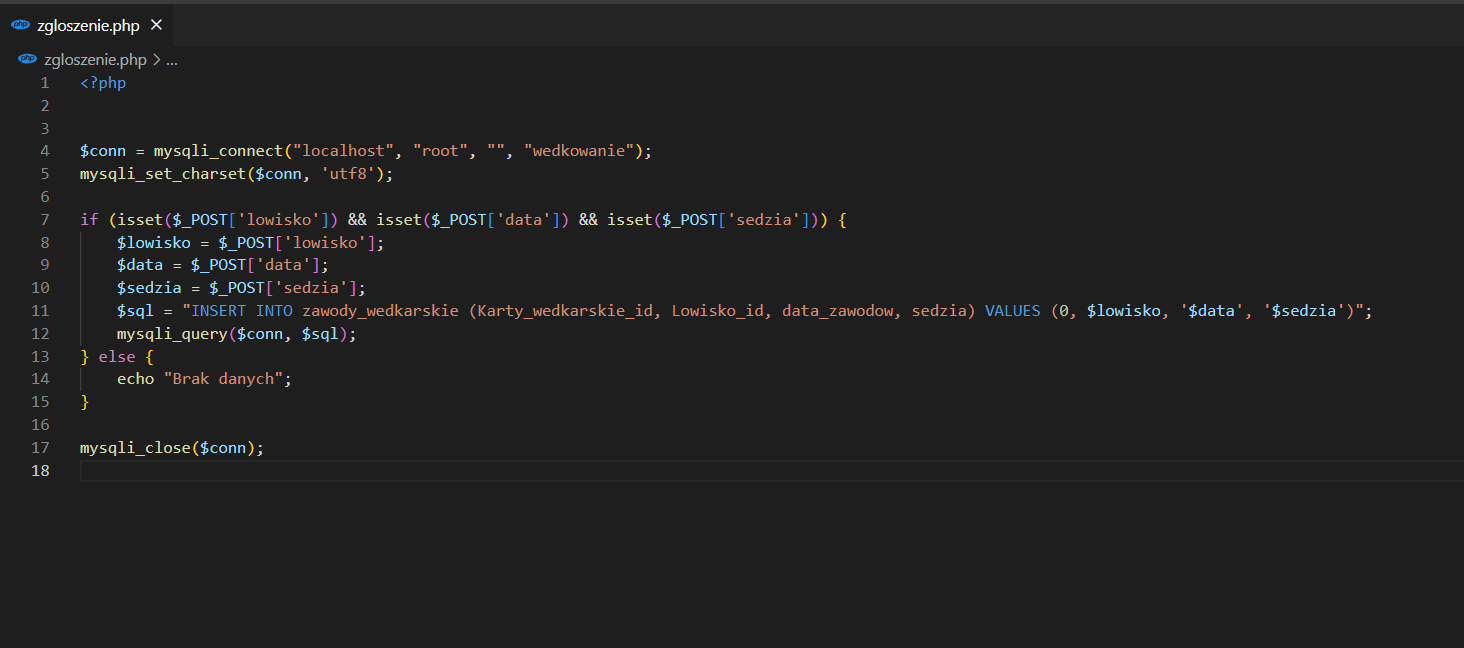 php zgloszenie.php ×
php zgloszenie.php > ...
1 <?php
2
3
4 $conn = mysqli_connect("localhost", "root", "", "wedkowanie");
5 mysqli_set_charset($conn, 'utf8');
6
7 if (isset($_POST['lowisko']) && isset($_POST['data']) && isset($_POST['sedzia'])) {
8     $lowisko = $_POST['lowisko'];
9     $data = $_POST['data'];
10     $sedzia = $_POST['sedzia'];
11     $sql = "INSERT INTO zawody_wedkarskie (Karty_wedkarskie_id, Lowisko_id, data_zawodow, sedzia) VALUES (0, $lowisko, '$data', '$sedzia')";
12     mysqli_query($conn, $sql);
13 } else {
14     echo "Brak danych";
15 }
16
17 mysqli_close($conn);
18